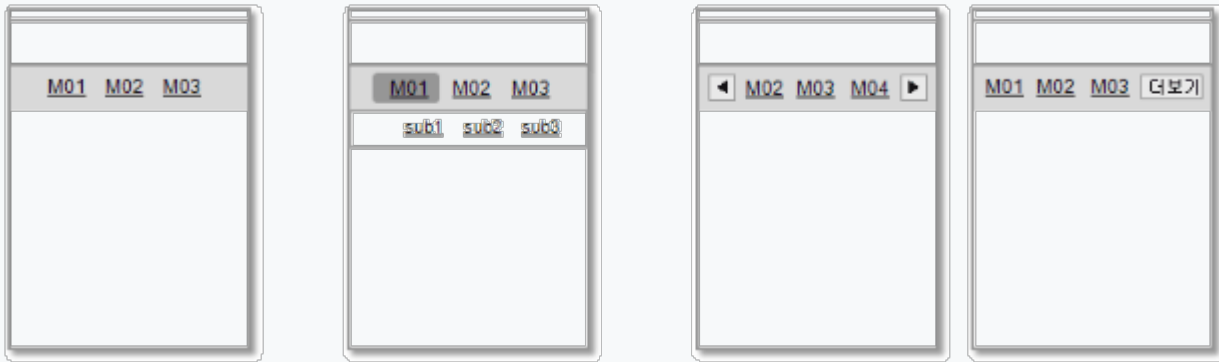 M01 M02 M03
M01 M02 M03
sub1 sub2 sub3
◀ M02 M03 M04 ▶
M01 M02 M03 더보기